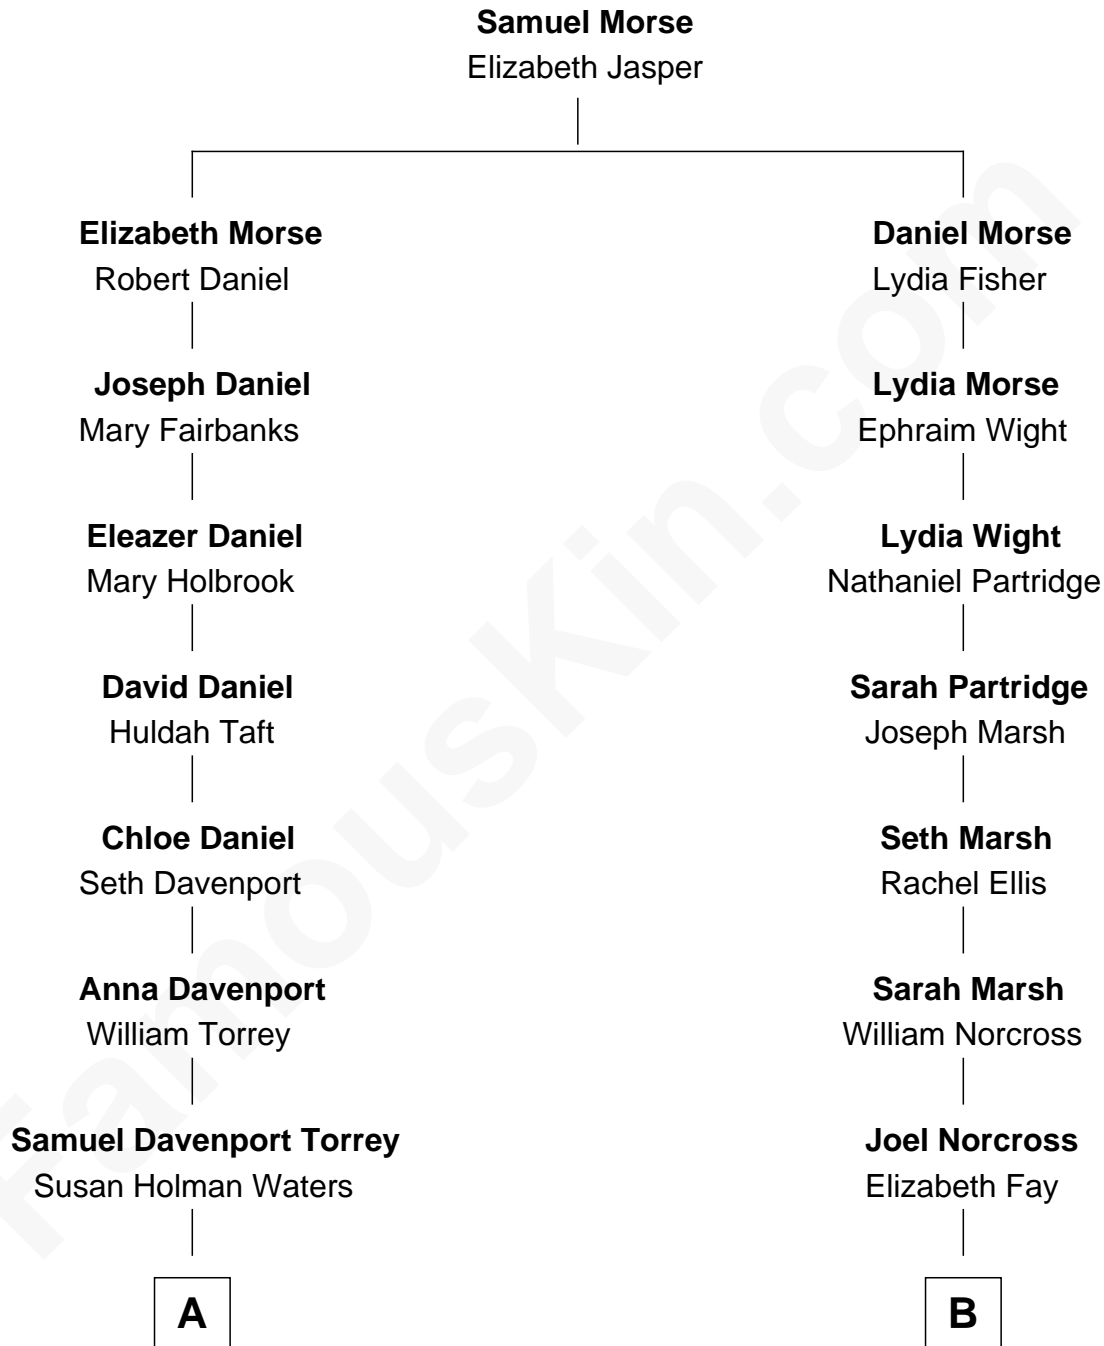 Samuel Morse
Elizabeth Jasper
Elizabeth Morse
Robert Daniel
Daniel Morse
Lydia Fisher
Joseph Daniel
Mary Fairbanks
Lydia Morse
Ephraim Wight
Eleazer Daniel
Mary Holbrook
Lydia Wight
Nathaniel Partridge
David Daniel
Huldah Taft
Sarah Partridge
Joseph Marsh
Chloe Daniel
Seth Davenport
Seth Marsh
Rachel Ellis
Anna Davenport
William Torrey
Sarah Marsh
William Norcross
Samuel Davenport Torrey
Susan Holman Waters
Joel Norcross
Elizabeth Fay
A
B
FamousKin.com